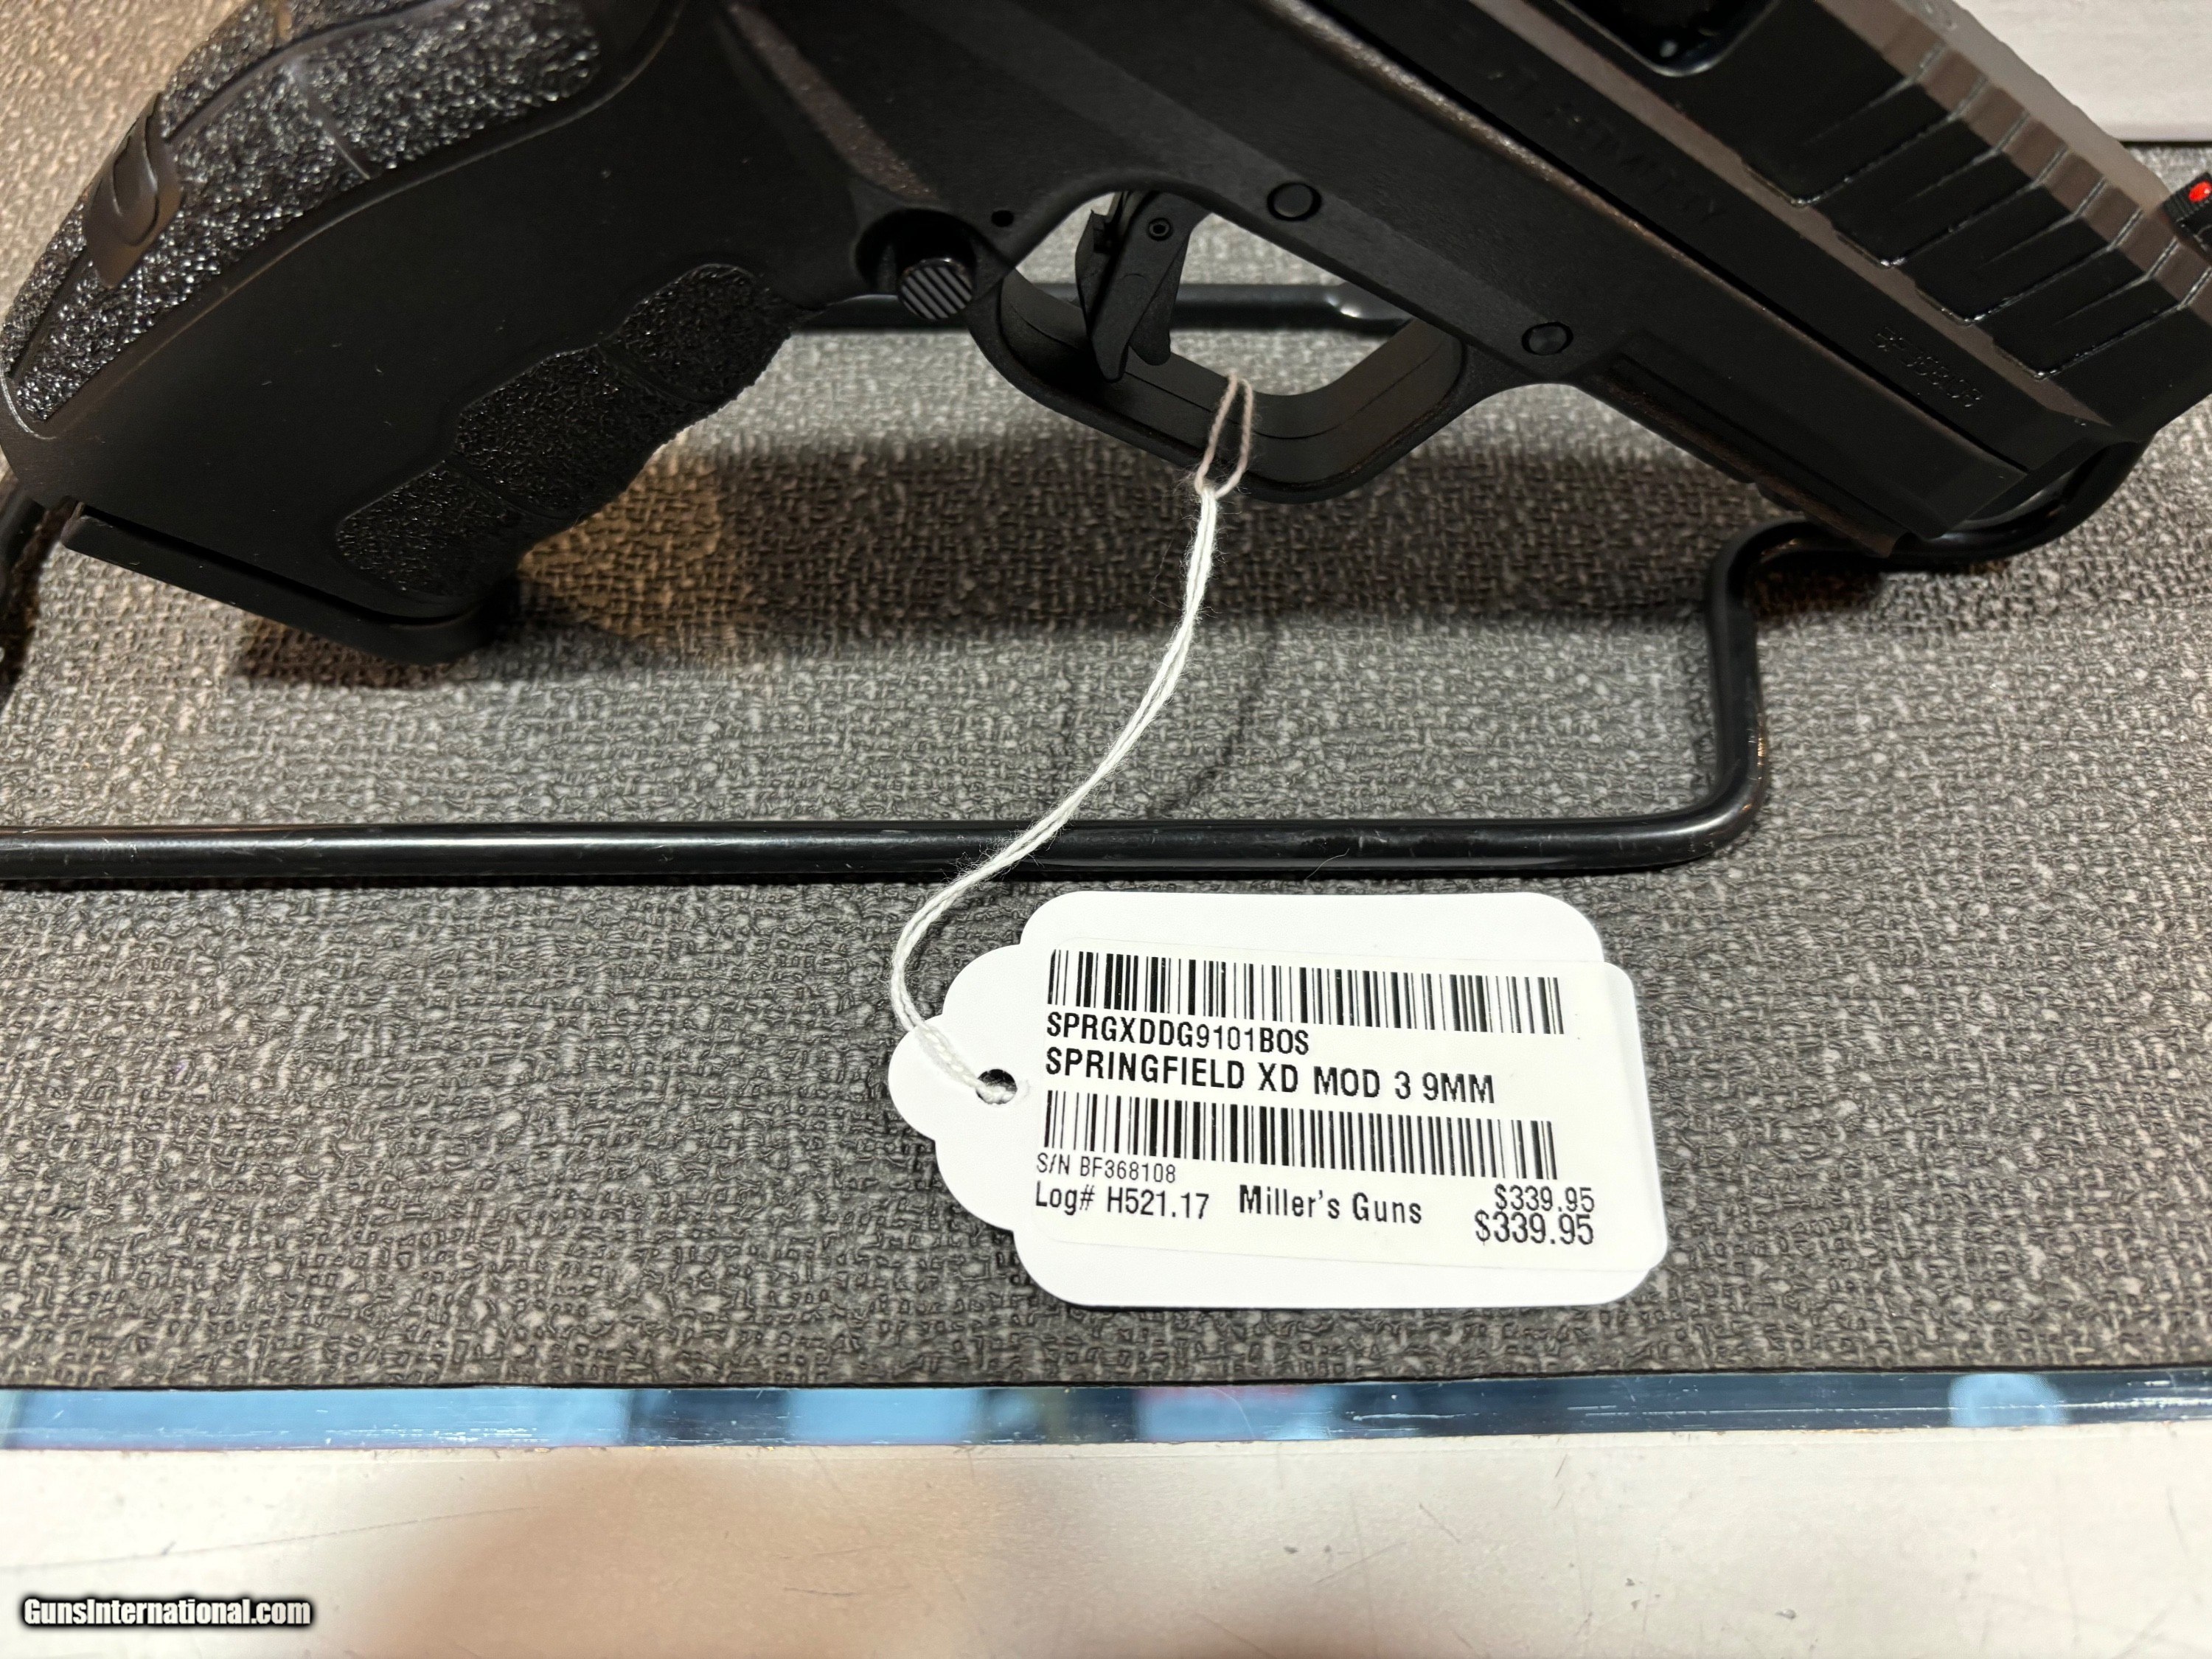 SPRGXDDG9101BOS
SPRINGFIELD XD MOD 3 9MM
S/N BF368108
Log# H521.17 Miller's Guns $339.95
$339.95
GunsInternational.com